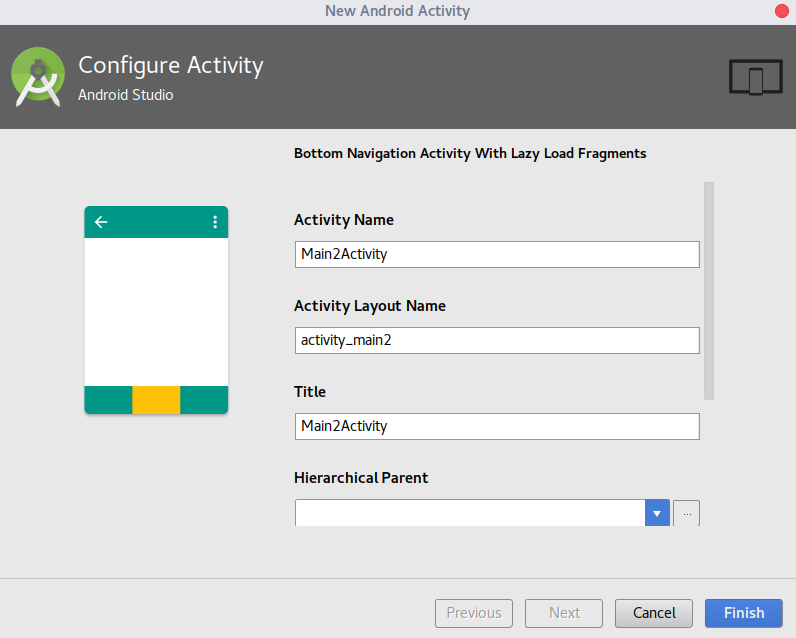 New Android Activity
Configure Activity
Android Studio
Bottom Navigation Activity With Lazy Load Fragments
Activity Name
Main2Activity
Activity Layout Name
activity_main2
Title
Main2Activity
Hierarchical Parent
...
Previous
Next
Cancel
Finish